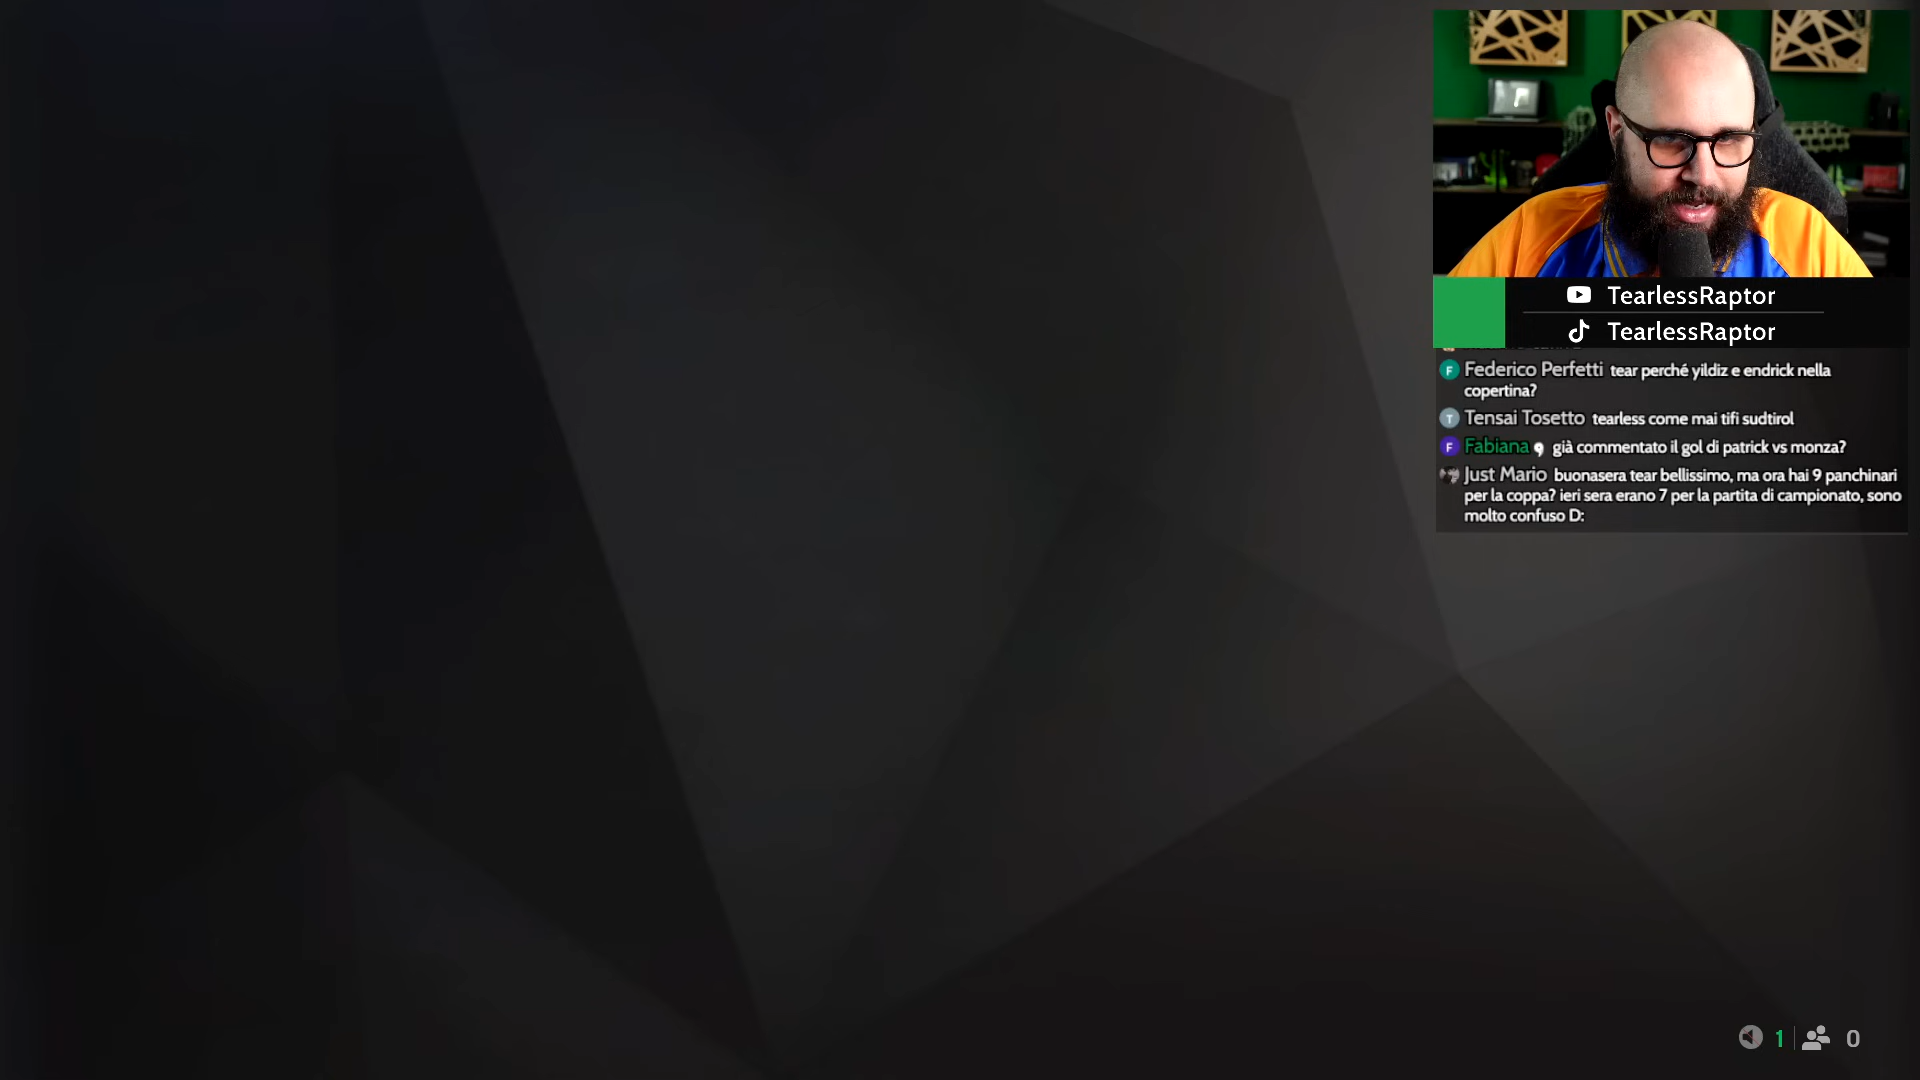 TearlessRaptor
TearlessRaptor
F Federico Perfetti tear perché yildiz e endrick nella
copertina?
T Tensai Tosetto tearless come mai tifi sudtirol
F Fabiana già commentato il gol di patrick vs monza?
Just Mario buonasera tear bellissimo, ma ora hai 9 panchinari
per la coppa? ieri sera erano 7 per la partita di campionato, sono
molto confuso D:
1 0